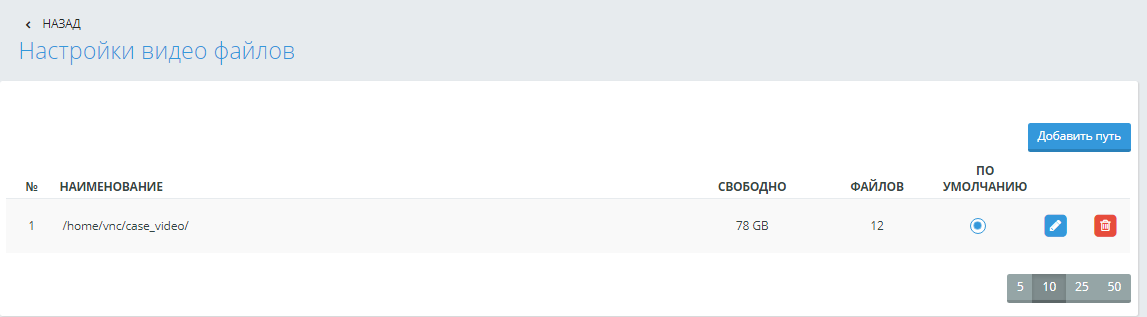 НАЗАД
Настройки видео файлов
Добавить путь
№ НАИМЕНОВАНИЕ СВОБОДНО ФАЙЛОВ ПО
УМОЛЧАНИЮ
1 /home/vnc/case_video/ 78 GB 12
5 10 25 50